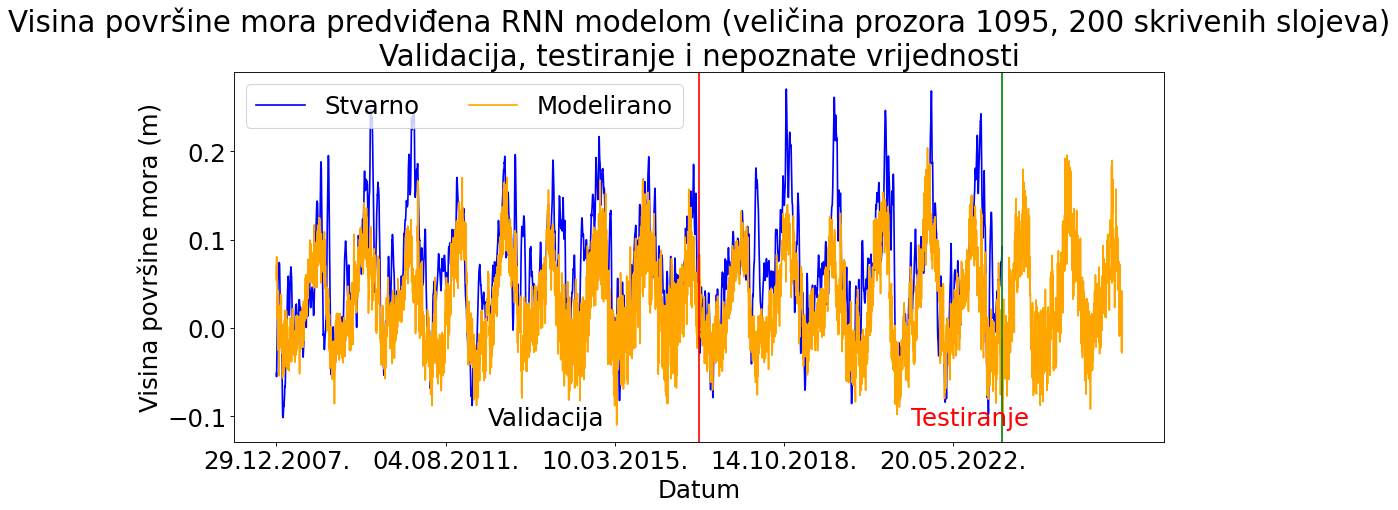 Visina površine mora predviđena RNN modelom (veličina prozora 1095, 200 skrivenih slojeva)
Validacija, testiranje i nepoznate vrijednosti
Stvarno Modelirano
Visina površine mora (m)
0.2
0.1
0.0
−0.1
Validacija Testiranje
29.12.2007. 04.08.2011. 10.03.2015. 14.10.2018. 20.05.2022.
Datum